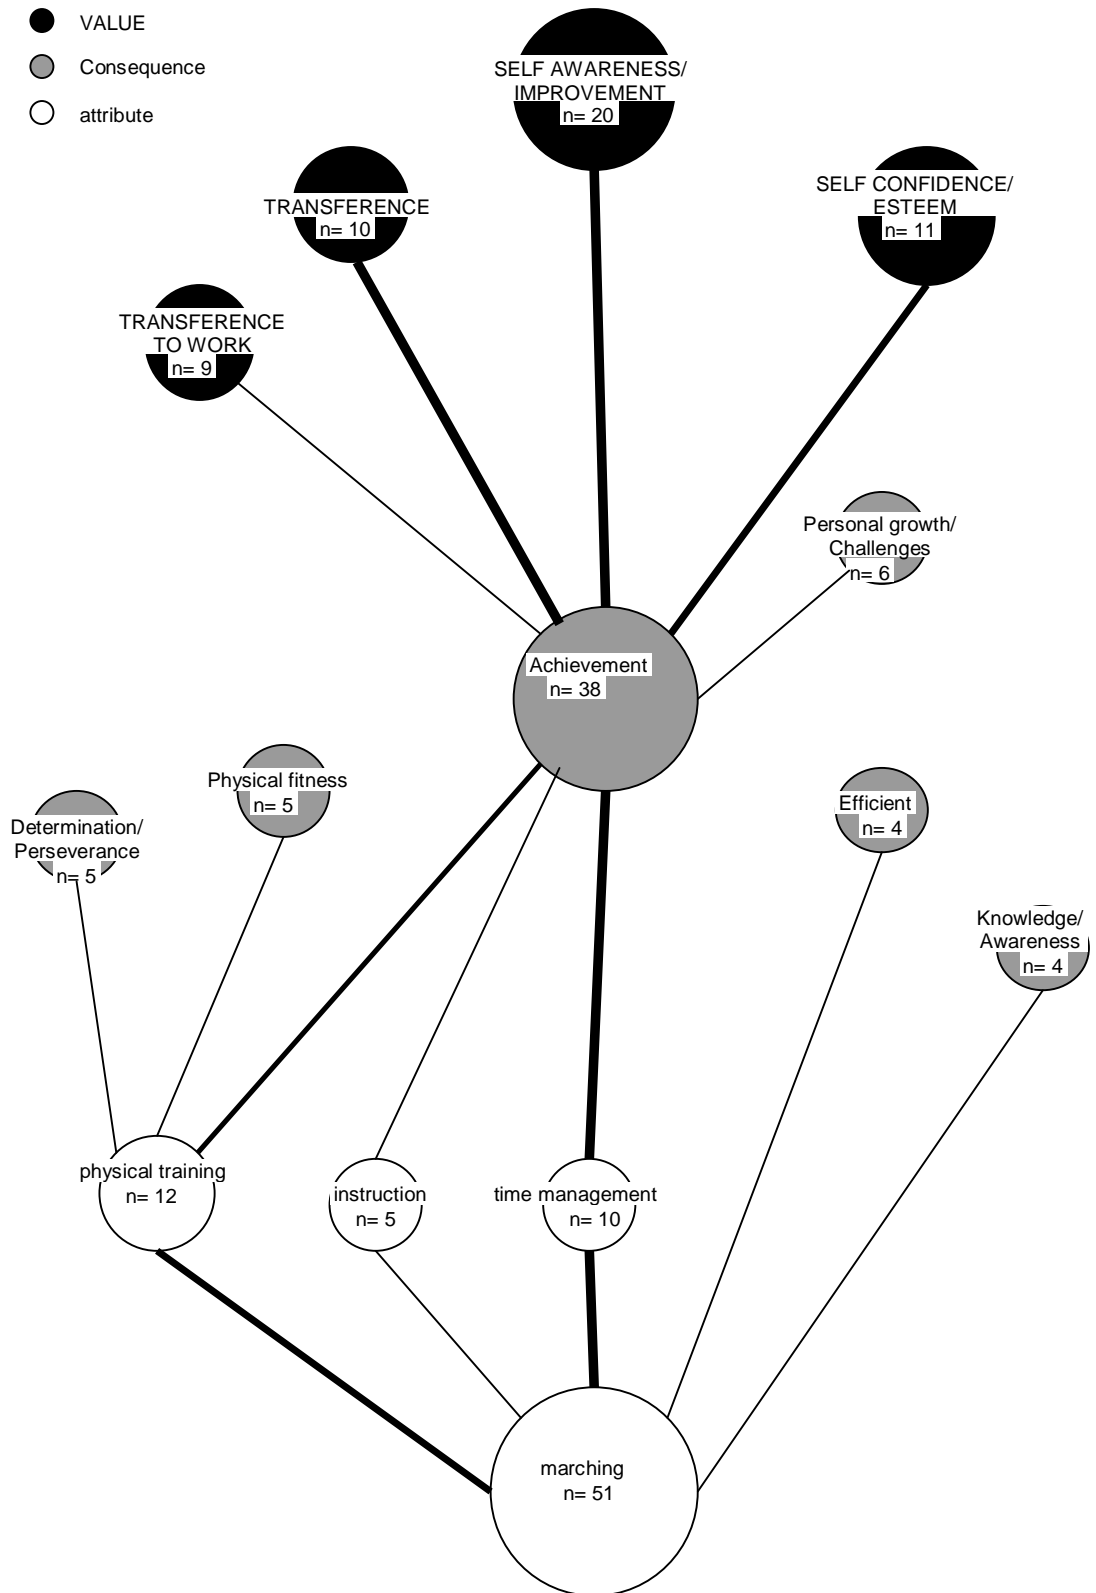 VALUE
Consequence
attribute
SELF AWARENESS/
IMPROVEMENT
n= 20
TRANSFERENCE
n= 10
SELF CONFIDENCE/
ESTEEM
n= 11
TRANSFERENCE
TO WORK
n= 9
Personal growth/
Challenges
n= 6
Achievement
n= 38
Physical fitness
n= 5
Determination/
Perseverance
n= 5
Efficient
n= 4
Knowledge/
Awareness
n= 4
physical training
n= 12
instruction
n= 5
time management
n= 10
marching
n= 51